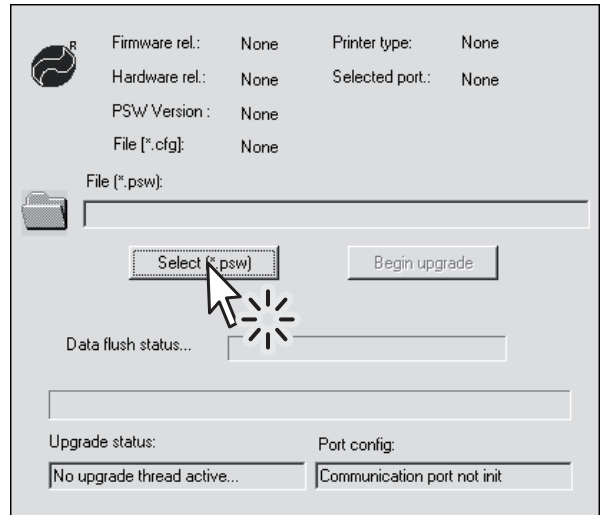 R
Firmware rel.: None Printer type: None
Hardware rel.: None Selected port.: None
PSW Version : None
File [*.cfg]: None
File (*.psw):
Select (*.psw) Begin upgrade
Data flush status...
Upgrade status: Port config:
No upgrade thread active... Communication port not init